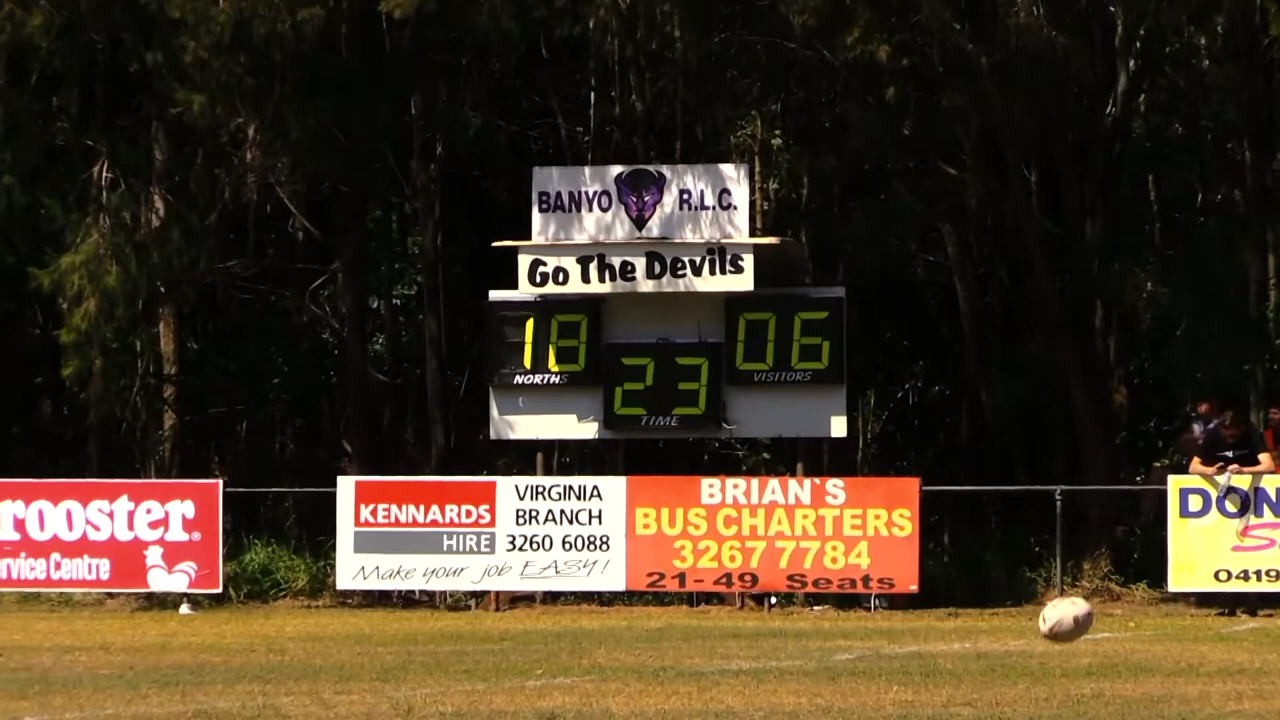 BANYO R.L.C.
Go The Devils
18
NORTHS
06
VISITORS
23
TIME
rooster®
ervice Centre
KENNARDS
HIRE
VIRGINIA
BRANCH
3260 6088
Make your job EASY!
BRIAN`S
BUS CHARTERS
3267 7784
21-49 Seats
DON
S
0419